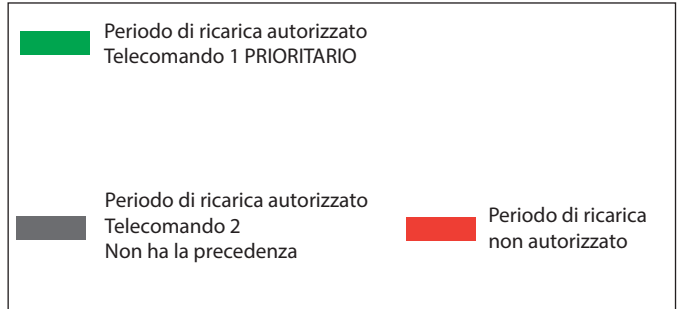 Periodo di ricarica autorizzato
Telecomando 1 PRIORITARIO
Periodo di ricarica autorizzato
Telecomando 2
Non ha la precedenza
Periodo di ricarica
non autorizzato